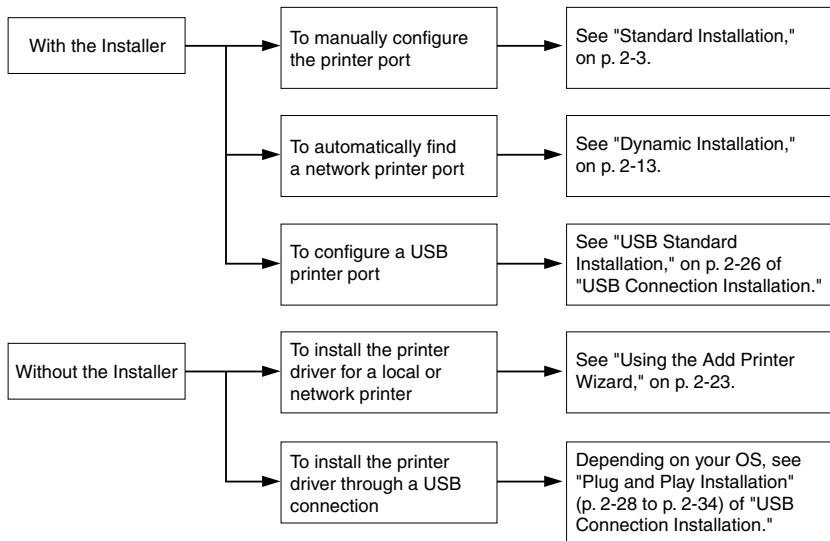 With the Installer
To manually configure
the printer port
See "Standard Installation,"
on p. 2-3.
To automatically find
a network printer port
See "Dynamic Installation,"
on p. 2-13.
To configure a USB
printer port
See "USB Standard
Installation," on p. 2-26 of
"USB Connection Installation."
Without the Installer
To install the printer
driver for a local or
network printer
See "Using the Add Printer
Wizard," on p. 2-23.
To install the printer
driver through a USB
connection
Depending on your OS, see
"Plug and Play Installation"
(p. 2-28 to p. 2-34) of "USB
Connection Installation."